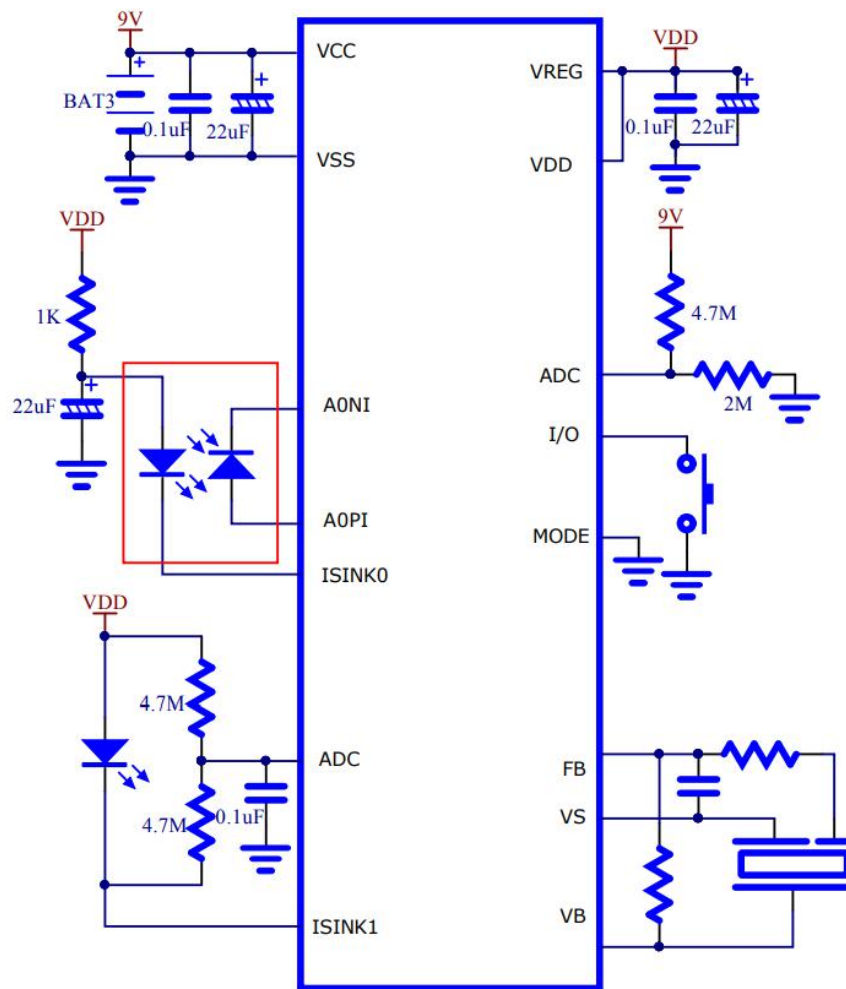 9V
VCC
BAT3
0.1uF
22uF
VSS
VDD
1K
22uF
A0NI
A0PI
ISINK0
VDD
4.7M
ADC
4.7M
0.1uF
ISINK1
VDD
VREG
0.1uF
22uF
VDD
9V
4.7M
ADC
2M
I/O
MODE
FB
VS
VB